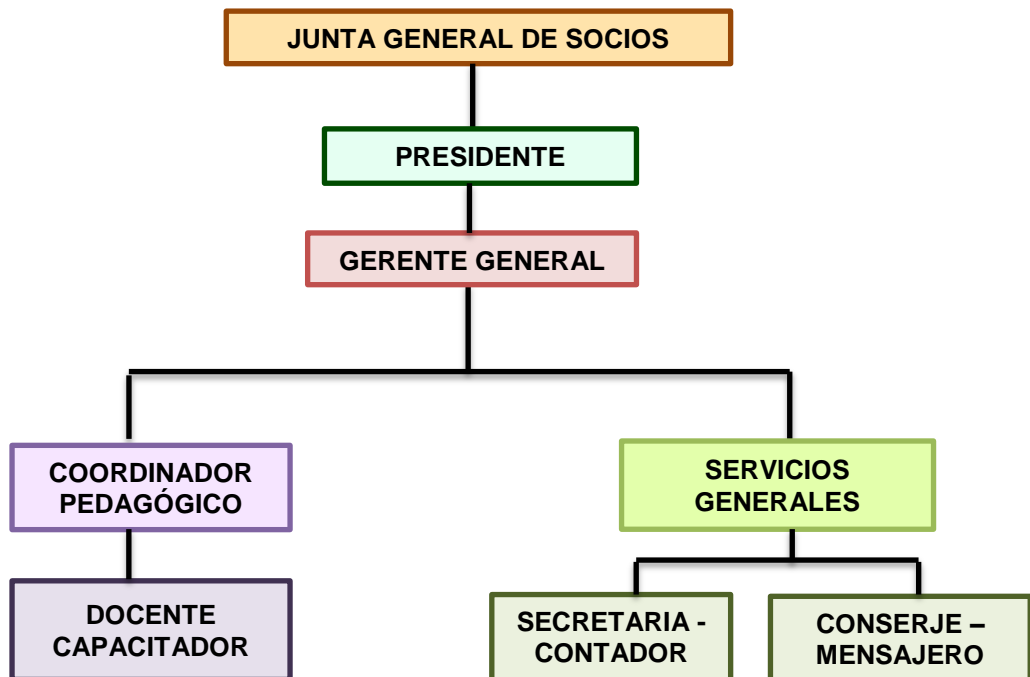 JUNTA GENERAL DE SOCIOS
PRESIDENTE
GERENTE GENERAL
COORDINADOR
PEDAGÓGICO
SERVICIOS
GENERALES
DOCENTE
CAPACITADOR
SECRETARIA -
CONTADOR
CONSERJE –
MENSAJERO